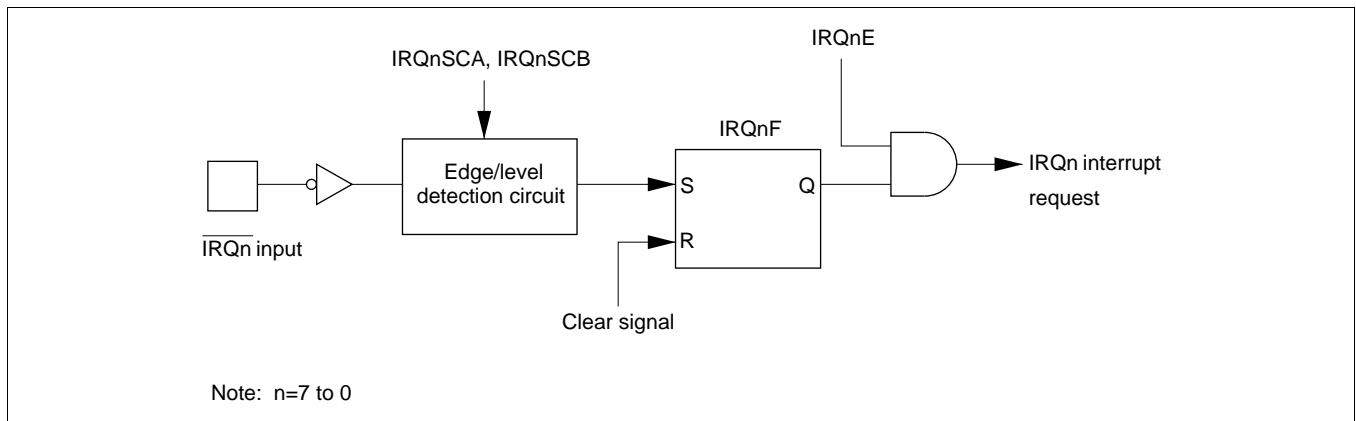 IRQnE
IRQnSCA, IRQnSCB
IRQnF
Edge/level
detection circuit
S
Q
R
IRQn interrupt
request
IRQn input
Clear signal
Note: n=7 to 0